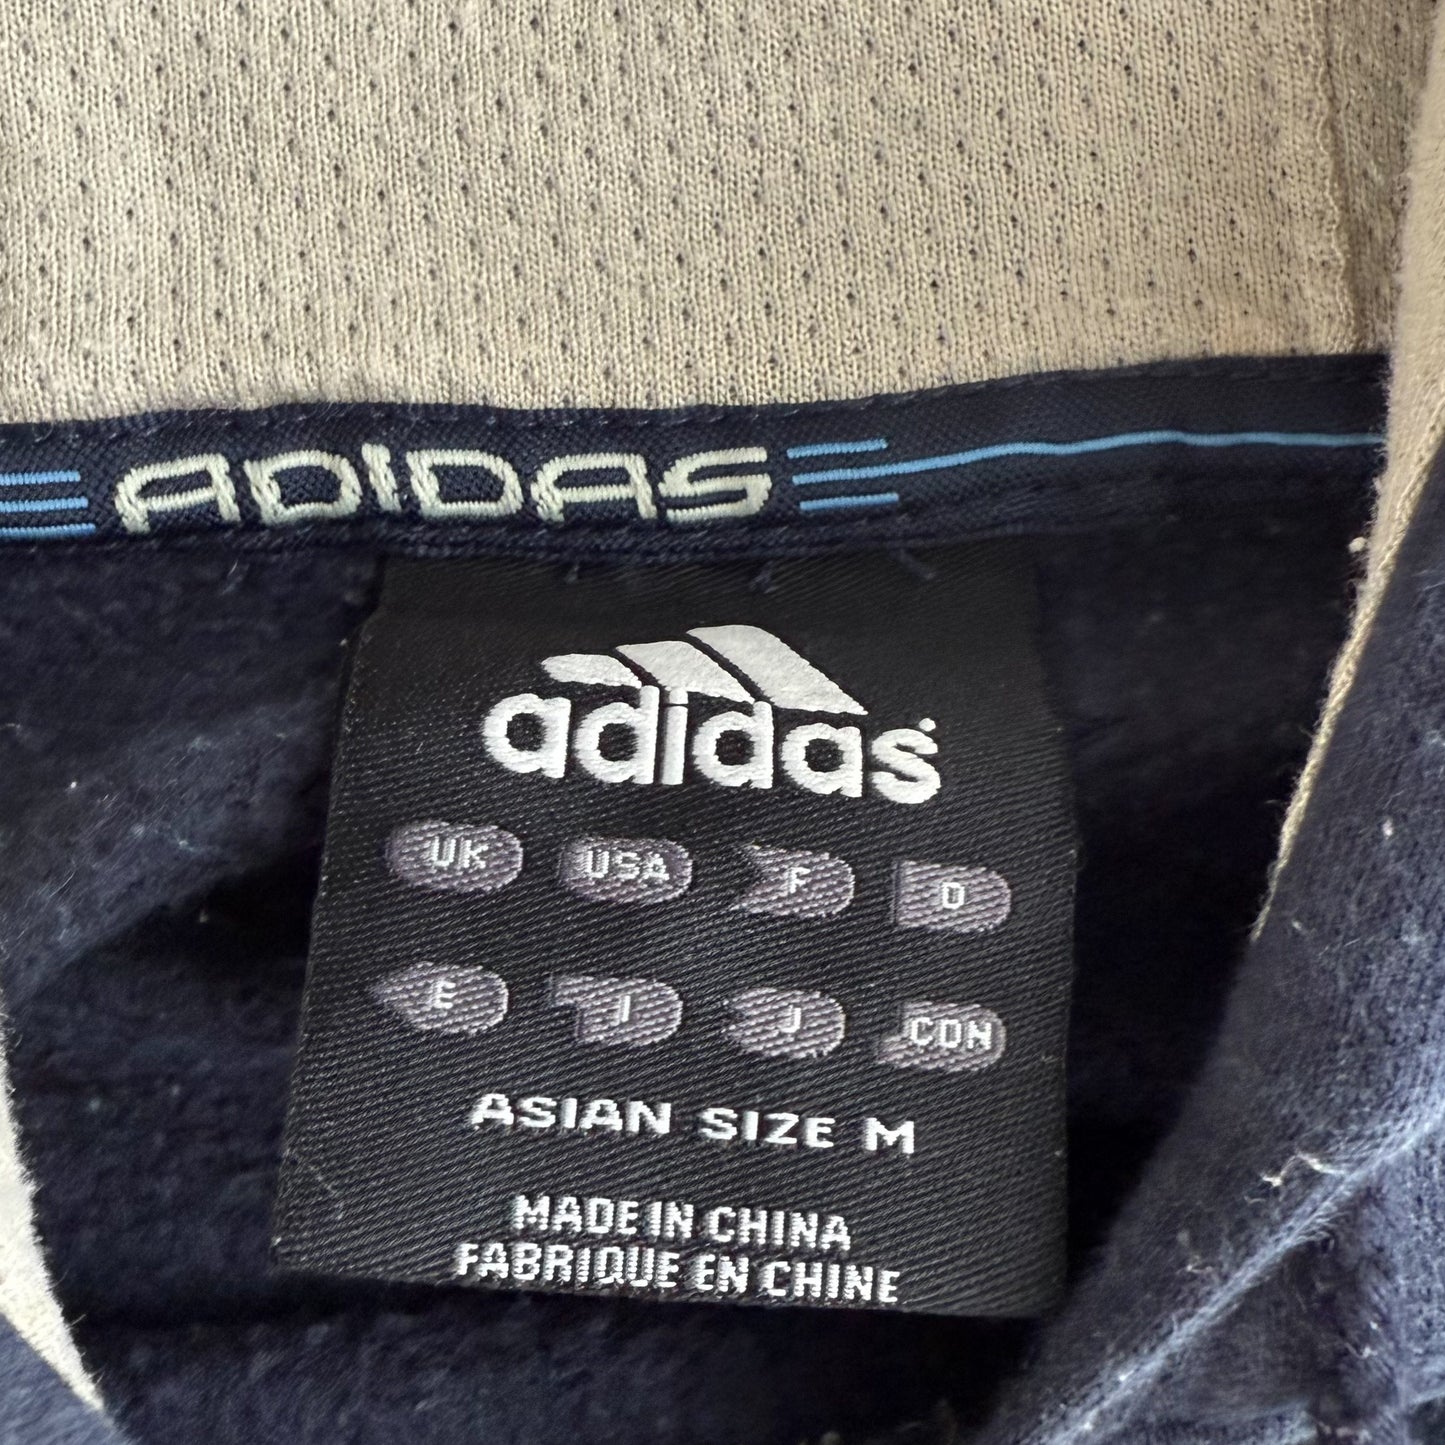 ADIDAS
adidas
UK USA F D
E I J CDN
ASIAN SIZE M
MADE IN CHINA
FABRIQUE EN CHINE